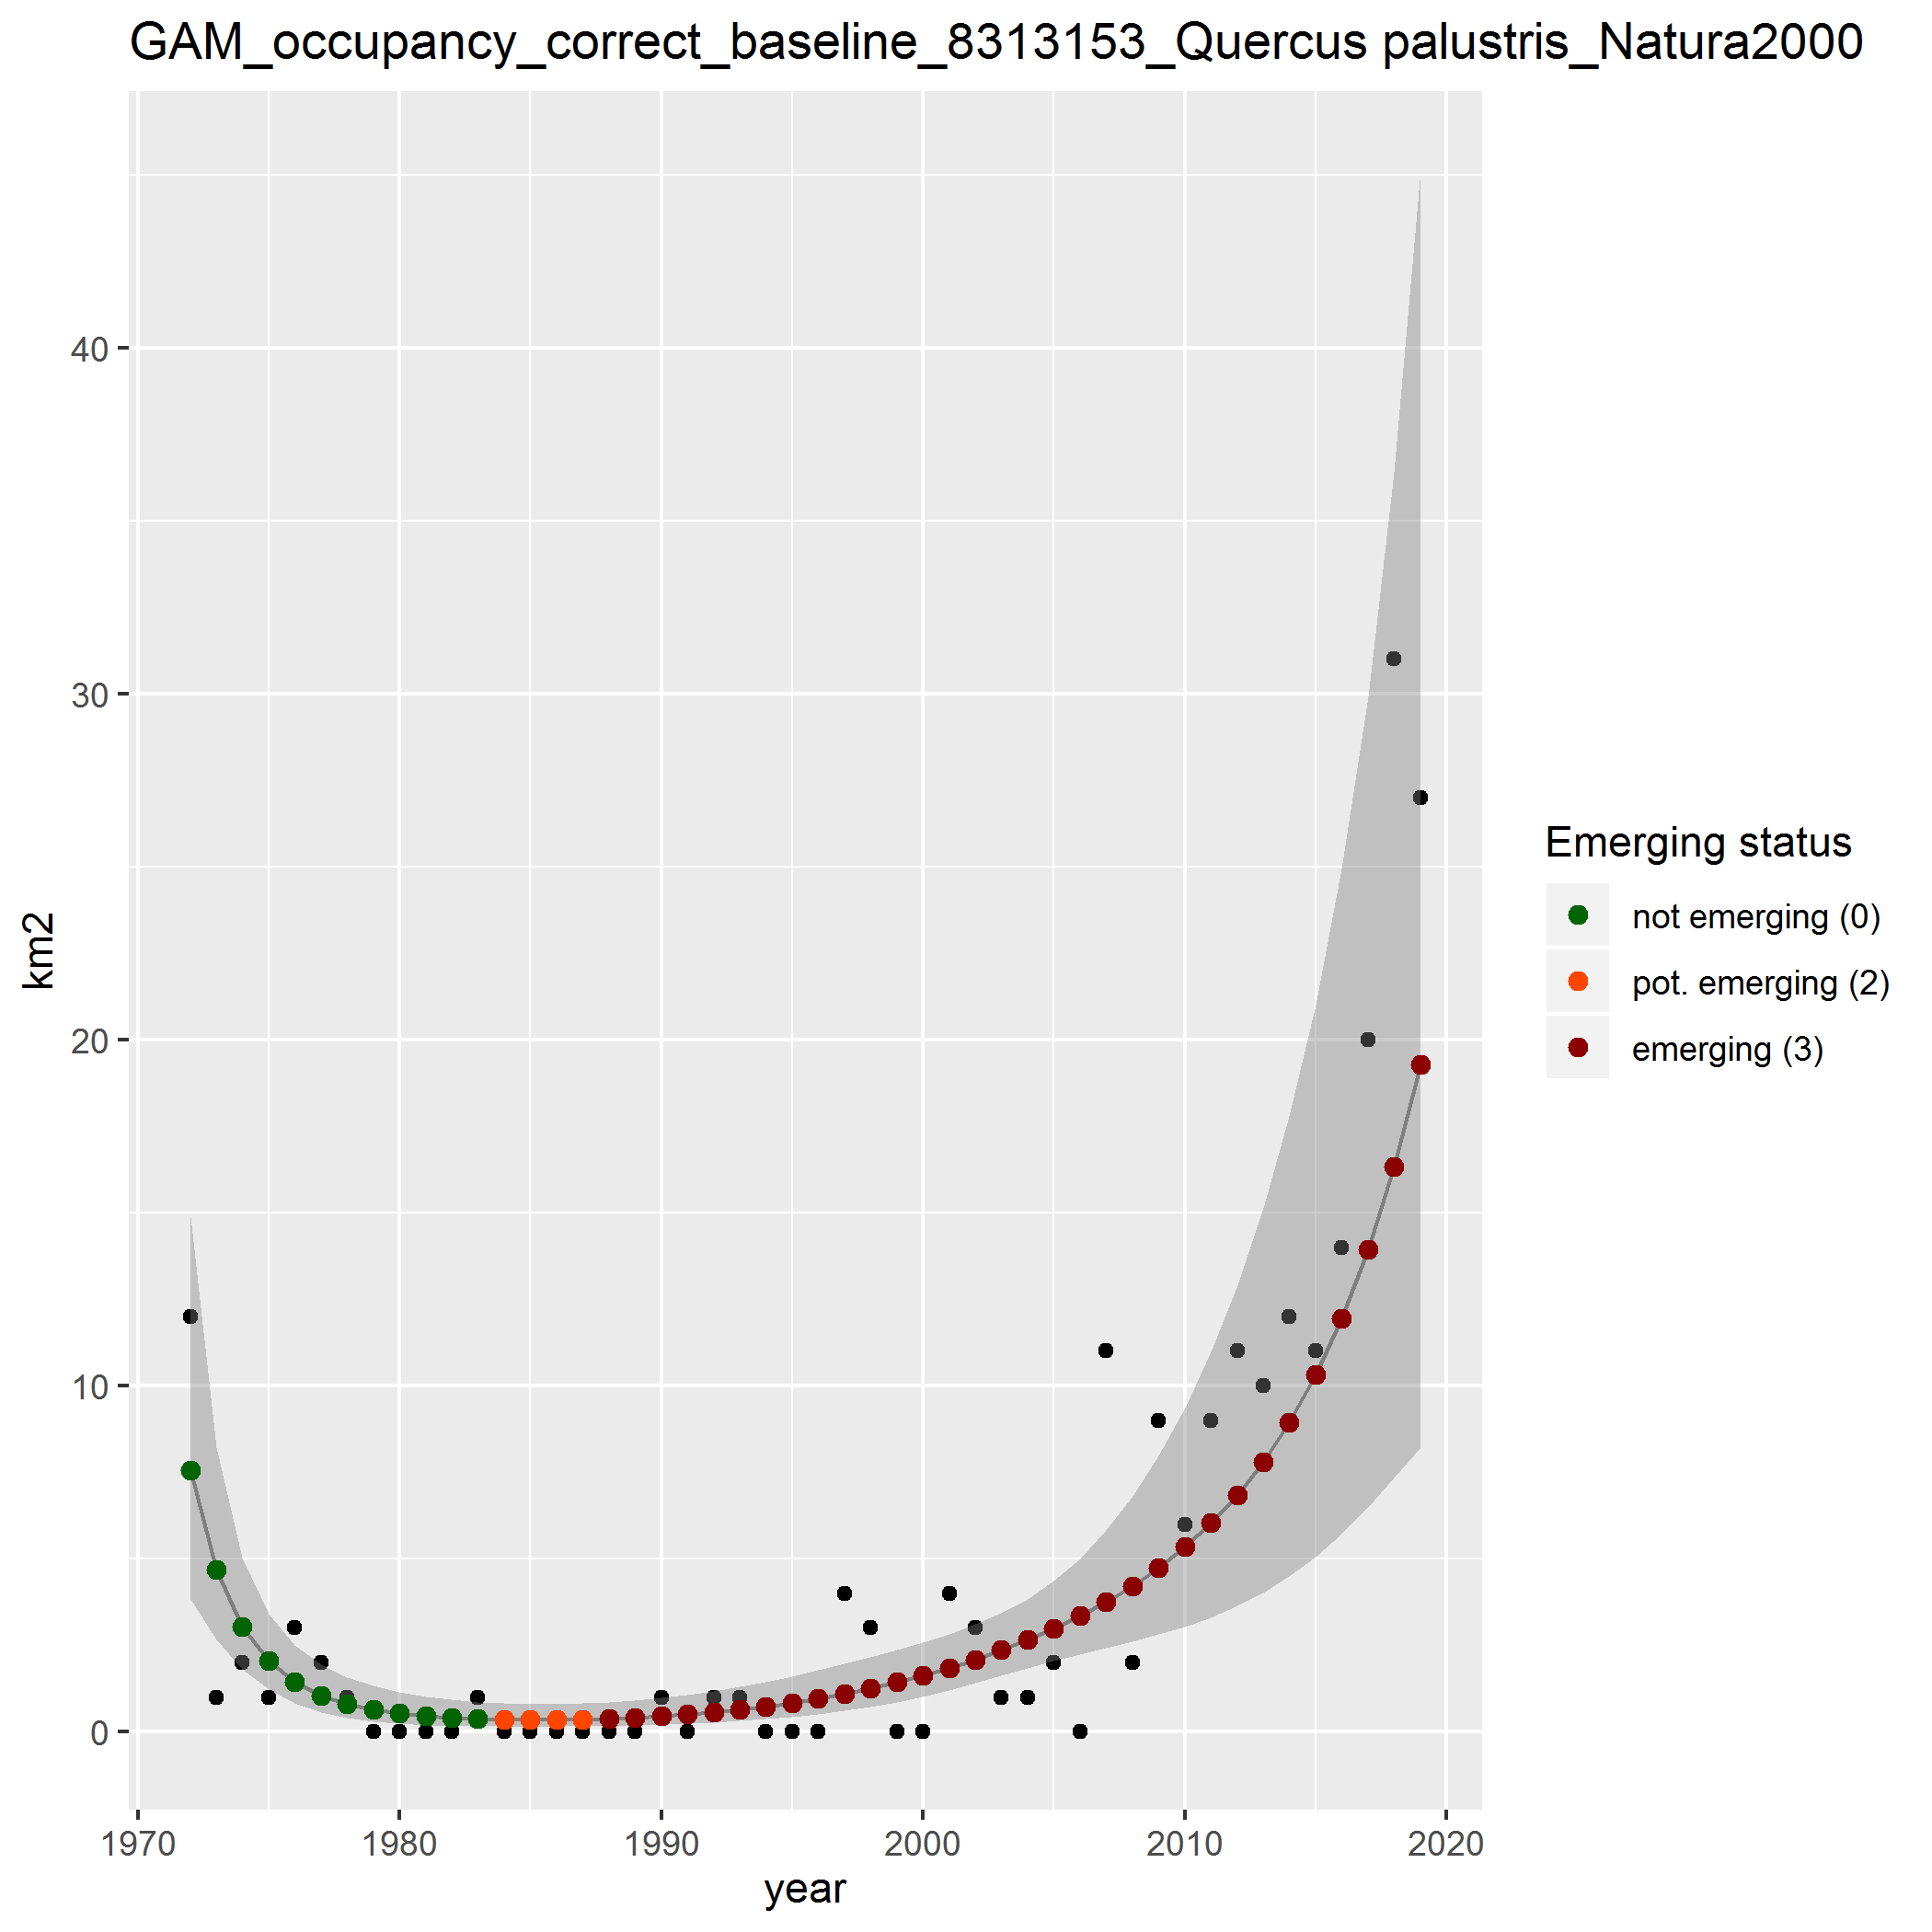 GAM_occupancy_correct_baseline_8313153_Quercus palustris_Natura2000
40
30
20
10
0
km2
1970 1980 1990 2000 2010 2020
year
Emerging status
not emerging (0)
pot. emerging (2)
emerging (3)